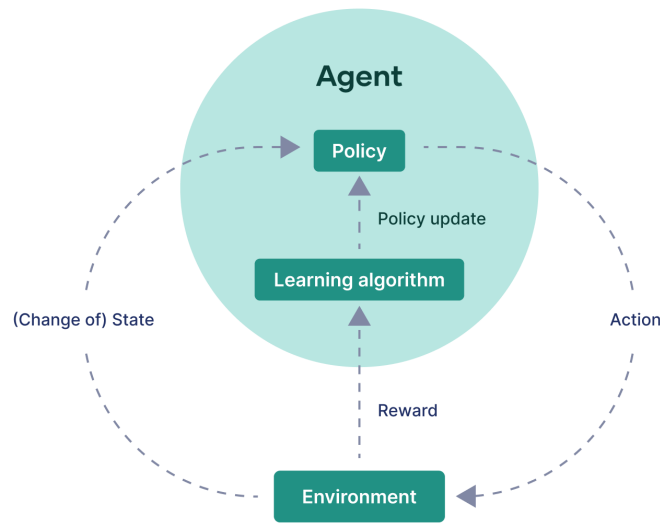 Agent
Policy
Policy update
Learning algorithm
(Change of) State
Action
Reward
Environment